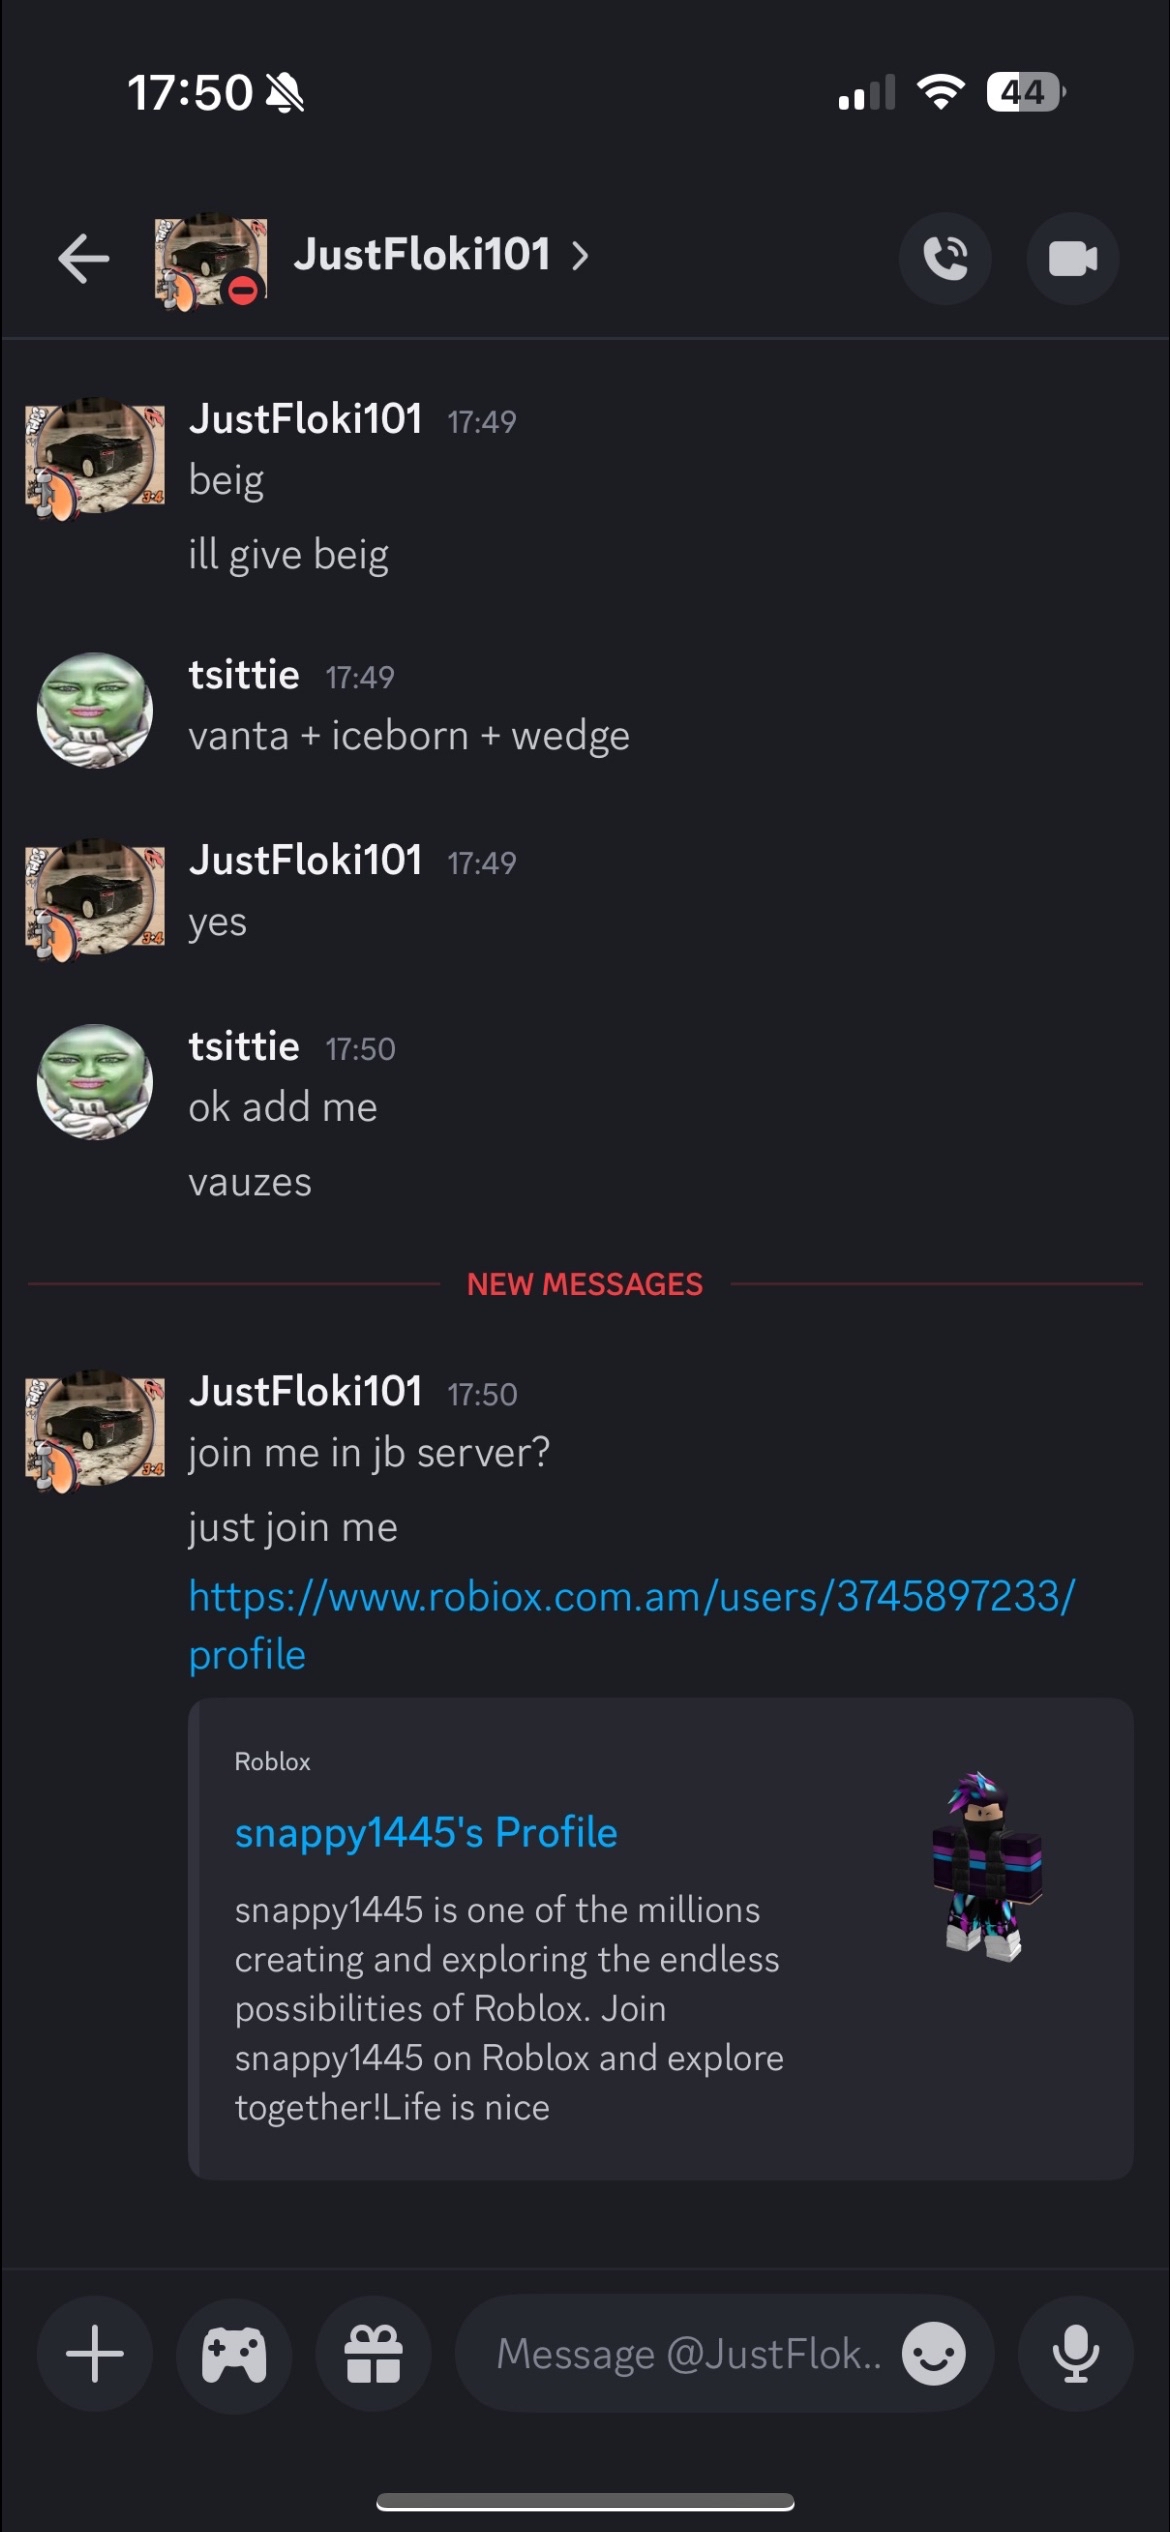 17:50
44
JustFloki101
JustFloki101 17:49
beig
ill give beig
tsittie 17:49
vanta + iceborn + wedge
JustFloki101 17:49
yes
tsittie 17:50
ok add me
vauzes
NEW MESSAGES
JustFloki101 17:50
join me in jb server?
just join me
https://www.robiox.com.am/users/3745897233/
profile
Roblox
snappy1445's Profile
snappy1445 is one of the millions
creating and exploring the endless
possibilities of Roblox. Join
snappy1445 on Roblox and explore
together!Life is nice
Message @JustFlok..